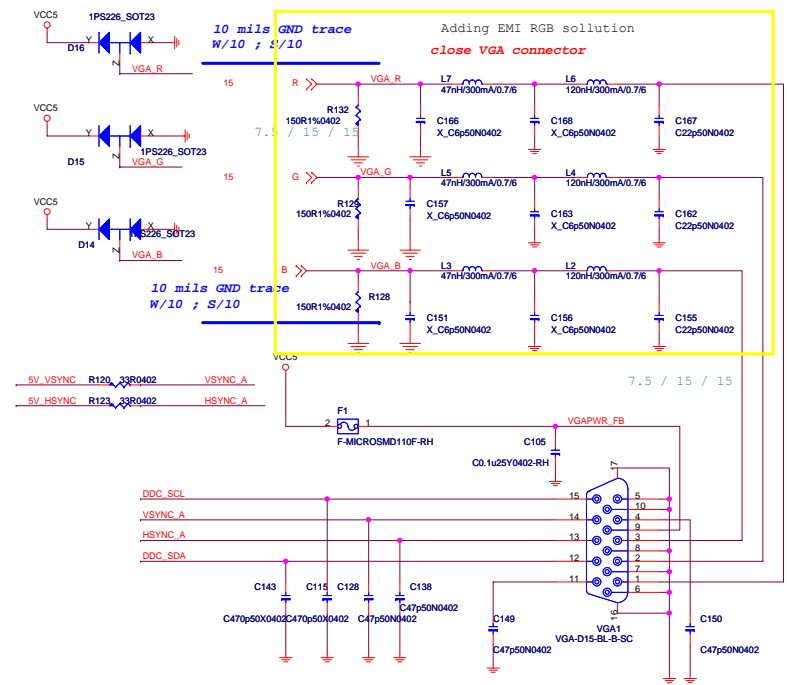 VCC5
1PS226_SOT23
Y
X
D16
Z
VGA_R
10 mils GND trace
W/10 ; S/10
Adding EMI RGB sollution
close VGA connector
15
R
VGA_R
L7
47nH/300mA/0.7/6
L6
120nH/300mA/0.7/6
R132
150R1%0402
C166
X_C6p50N0402
C168
X_C6p50N0402
C167
C22p50N0402
7.5 / 15 / 15
VCC5
Y
X
1PS226_SOT23
D15
Z
VGA_G
15
G
VGA_G
L5
47nH/300mA/0.7/6
L4
120nH/300mA/0.7/6
R129
150R1%0402
C157
X_C6p50N0402
C163
X_C6p50N0402
C162
C22p50N0402
VCC5
Y
X
1PS226_SOT23
D14
Z
VGA_B
15
B
VGA_B
L3
47nH/300mA/0.7/6
L2
120nH/300mA/0.7/6
10 mils GND trace
W/10 ; S/10
R128
150R1%0402
C151
X_C6p50N0402
C156
X_C6p50N0402
C155
C22p50N0402
VCC5
7.5 / 15 / 15
5V_VSYNC
R120
33R0402
VSYNC_A
5V_HSYNC
R123
33R0402
HSYNC_A
F1
2
1
F-MICROSMD110F-RH
VGAPWR_FB
C105
C0.1u25Y0402-RH
17
DDC_SCL
15
5
10
VSYNC_A
14
4
9
HSYNC_A
13
3
8
DDC_SDA
12
2
7
11
1
6
16
C143
C470p50X0402
C115
C470p50X0402
C128
C47p50N0402
C138
C47p50N0402
C149
C47p50N0402
VGA1
VGA-D15-BL-B-SC
C150
C47p50N0402